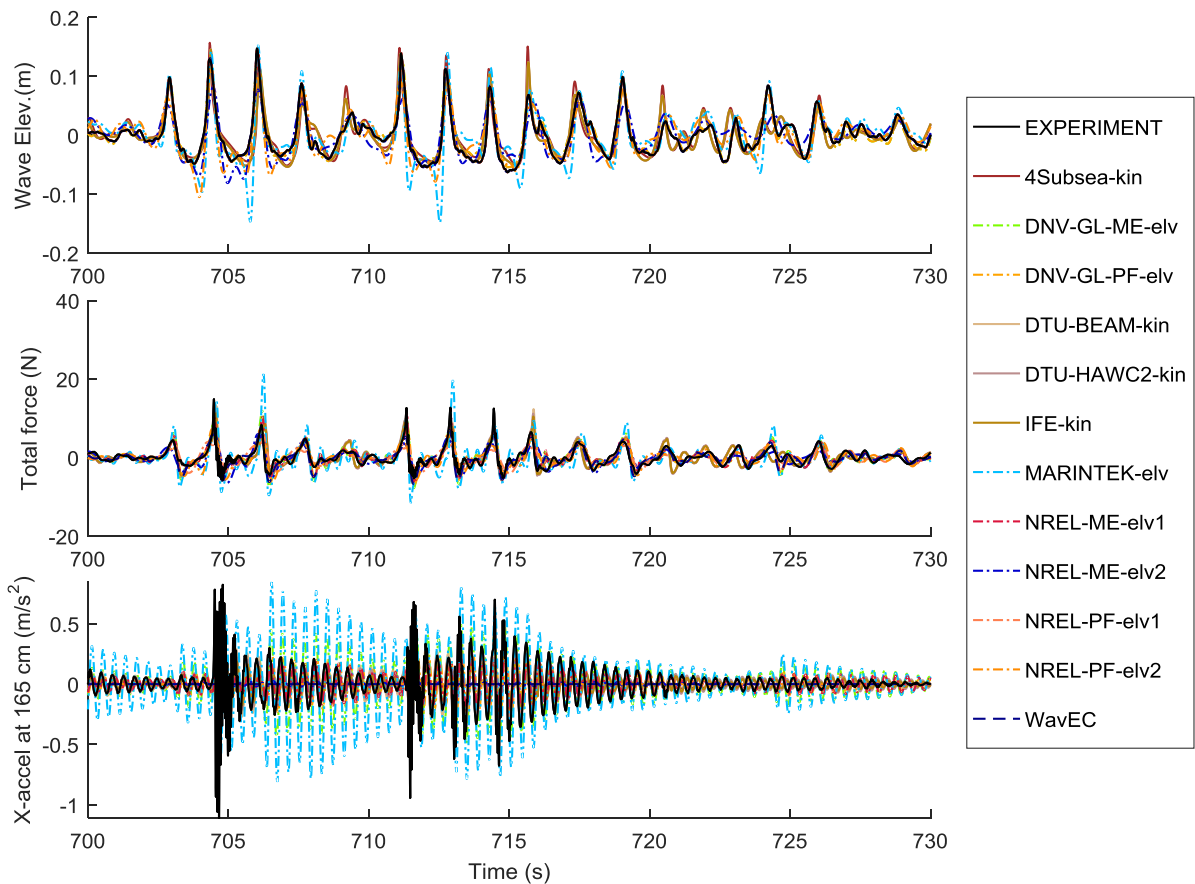 0.2
0.1
0
-0.1
-0.2
Wave Elev.(m)
700 705 710 715 720 725 730
40
20
0
-20
Total force (N)
700 705 710 715 720 725 730
0.5
0
-0.5
-1
X-accel at 165 cm (m/s²)
700 705 710 715 720 725 730
Time (s)
EXPERIMENT
4Subsea-kin
DNV-GL-ME-elv
DNV-GL-PF-elv
DTU-BEAM-kin
DTU-HAWC2-kin
IFE-kin
MARINTEK-elv
NREL-ME-elv1
NREL-ME-elv2
NREL-PF-elv1
NREL-PF-elv2
WavEC